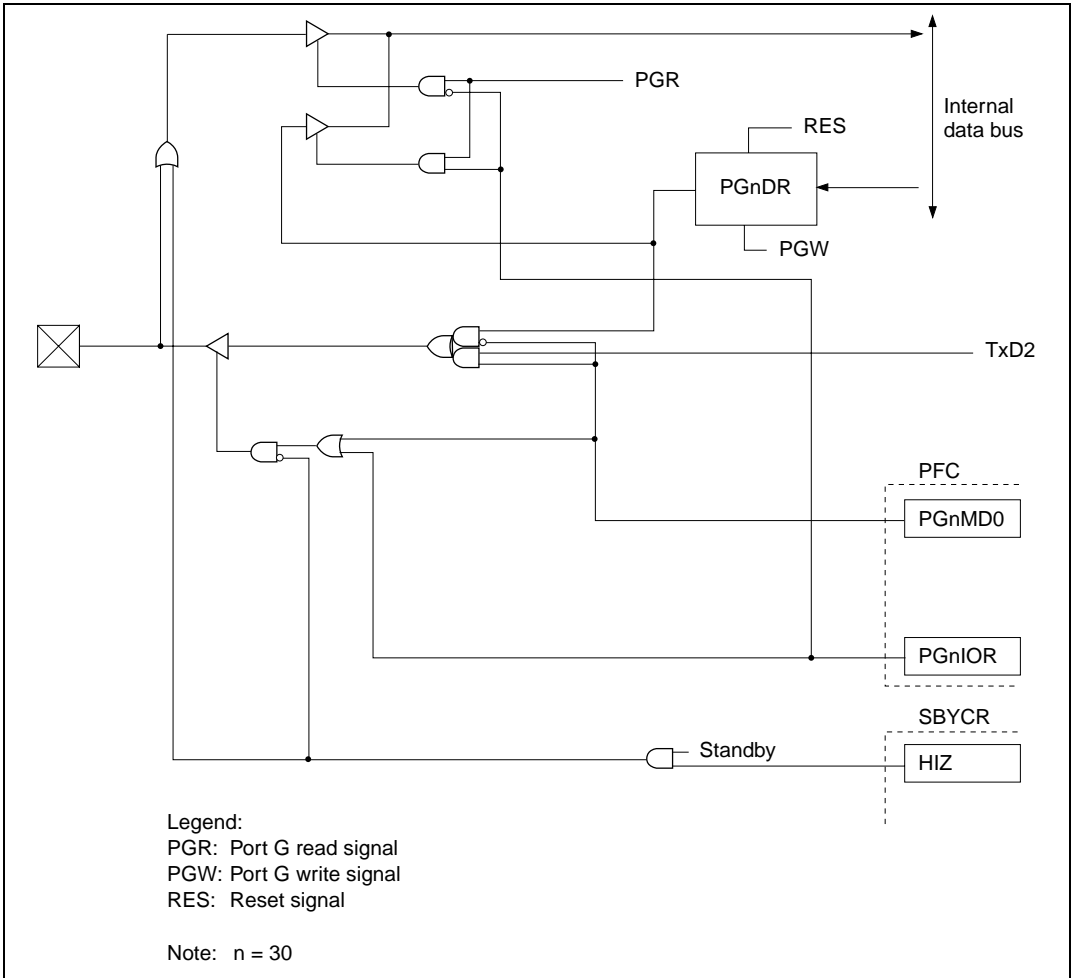 PGR
Internal
data bus
RES
PGnDR
PGW
TxD2
PFC
PGnMD0
PGnIOR
SBYCR
Standby
HIZ
Legend:
PGR: Port G read signal
PGW: Port G write signal
RES: Reset signal
Note: n = 30